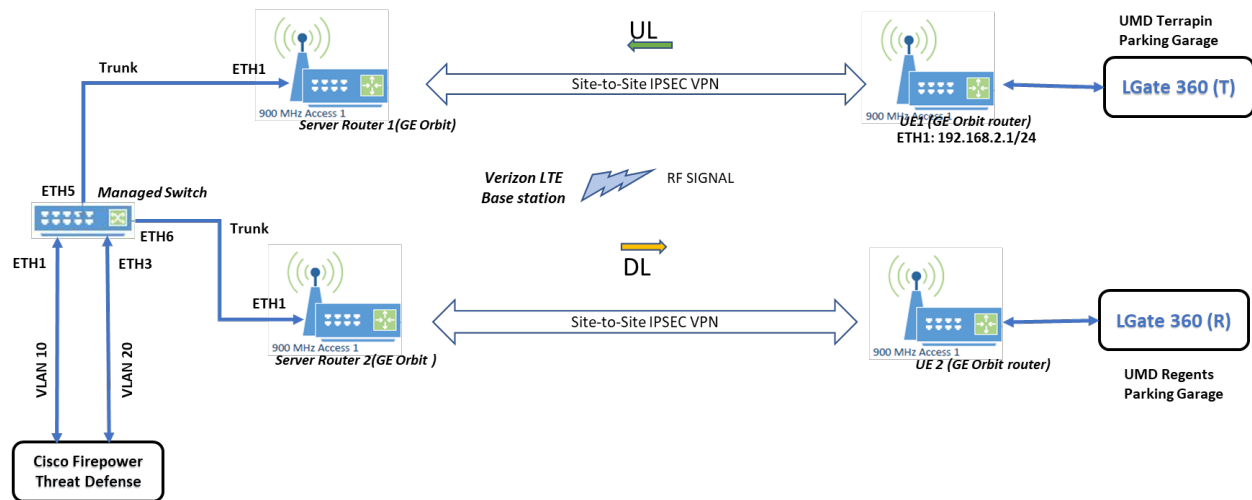 UL
UMD Terrapin
Parking Garage
Trunk
ETH1
Site-to-Site IPSEC VPN
LGate 360 (T)
900 MHz Access 1
Server Router 1(GE Orbit)
900 MHz Access 1
UE1 (GE Orbit router)
ETH1: 192.168.2.1/24
Verizon LTE
Base station
RF SIGNAL
ETH5
Managed Switch
ETH6
Trunk
DL
ETH1
ETH3
ETH1
Site-to-Site IPSEC VPN
LGate 360 (R)
900 MHz Access 1
Server Router 2(GE Orbit )
900 MHz Access 1
UE 2 (GE Orbit router)
UMD Regents
Parking Garage
VLAN 10
VLAN 20
Cisco Firepower
Threat Defense